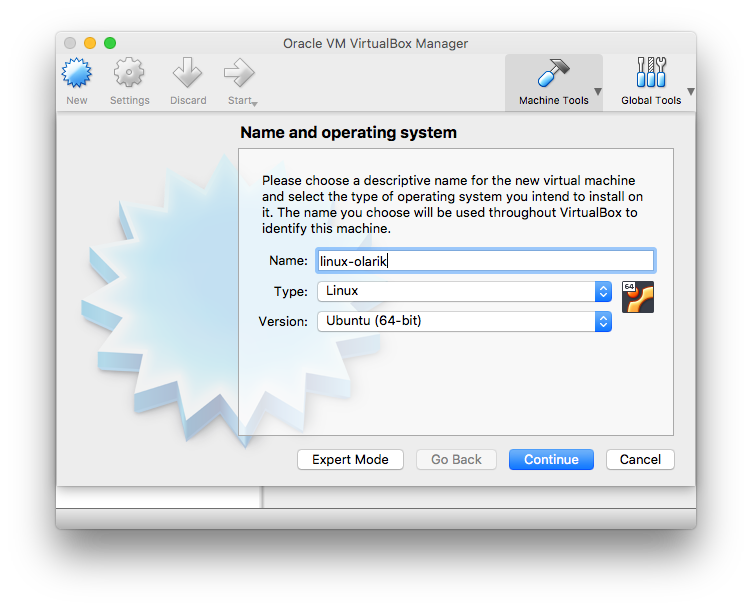 Oracle VM VirtualBox Manager
New
Settings
Discard
Start
Machine Tools
Global Tools
Name and operating system
Please choose a descriptive name for the new virtual machine
and select the type of operating system you intend to install on
it. The name you choose will be used throughout VirtualBox to
identify this machine.
Name: linux-olarik
Type: Linux
64
Version: Ubuntu (64-bit)
Expert Mode
Go Back
Continue
Cancel